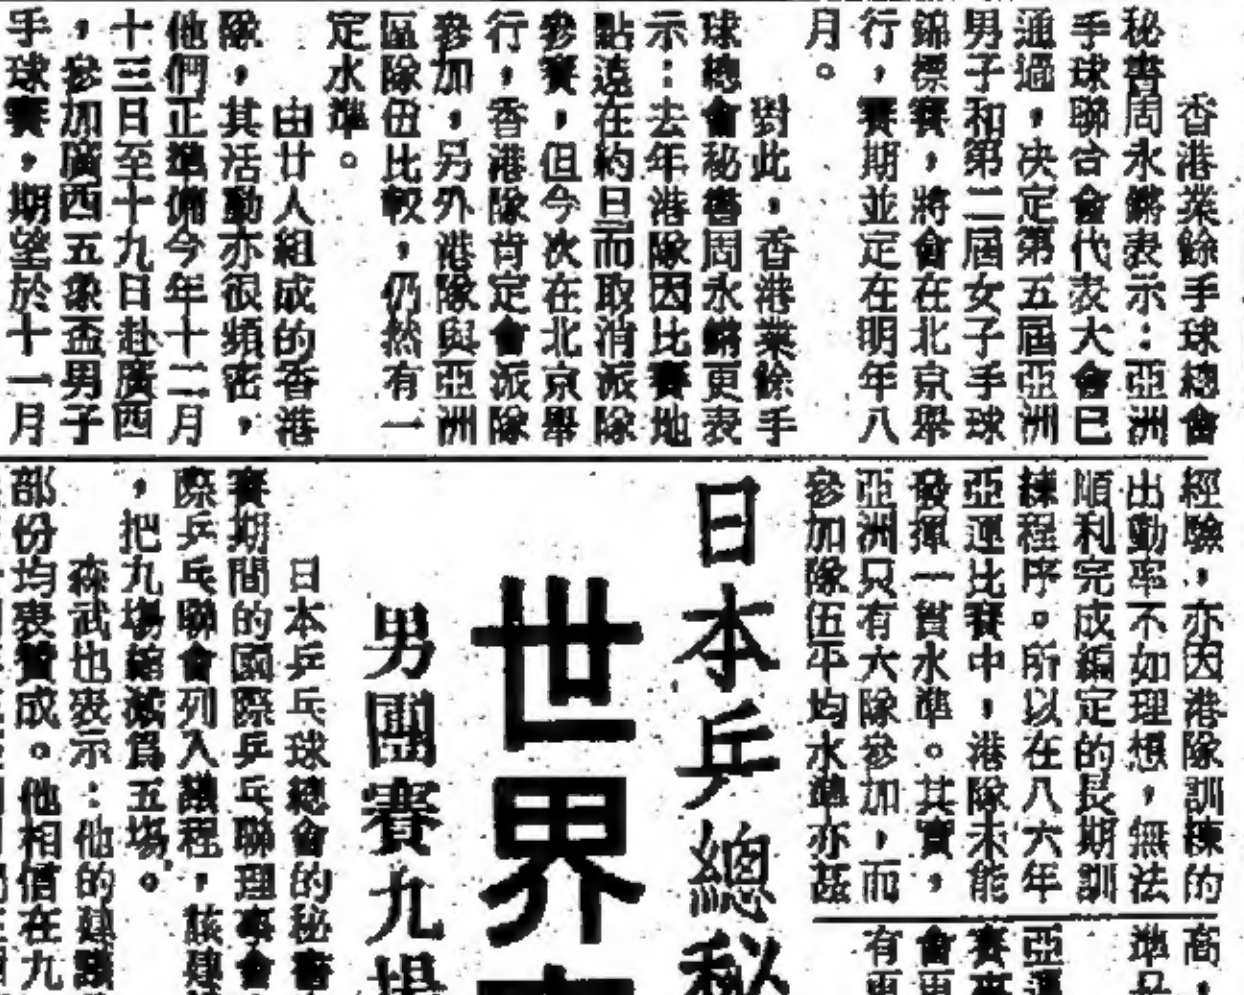 香港業餘手球總會
秘書周永鏘表示：亞洲
手球聯合會代表大會已
通過，决定第五屆亞洲
男子和第二屆女子手球
錦標賽，將會在北京舉
行，賽期並定在明年八
月。
對此，香港業餘手
球總會秘書周永鏘更表
示：去年港隊因比賽地
點遠在約旦而取消派隊
參賽，但今次在北京舉
行，香港隊肯定會派隊
參加，另外港隊與亞洲
區隊伍比較，仍然有一
定水準。
由廿人組成的香港
隊，其活動亦很頻密，
他們正準備今年十二月
十三日至十九日赴廣西
，參加廣西五象盃男子
手球賽，期望於十一月
經驗，亦因港隊訓練的
出勤率不如理想，無法
順利完成編定的長期訓
練程序。所以在八六年
亞運比賽中，港隊未能
發揮一貫水準。其實，
亞洲只有六隊參加，而
參加隊伍平均水準亦甚
商，
準
亞運
賽
會更
有更
日本乒總秘
世界
男團賽九場
日本乒乓球總會的秘書
賽期間的國際乒乓聯理事會
際乒乓聯會列入議程，該建
，把九場縮減爲五場。
森武也表示：他的建議
部份均表贊成。他相信在九